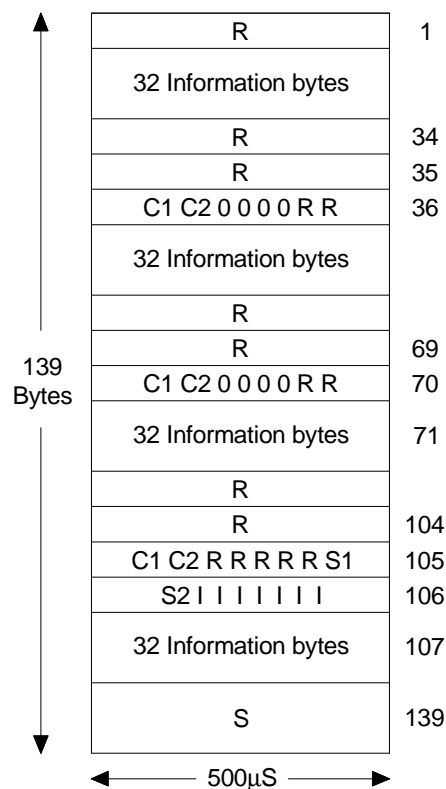 R 1
32 Information bytes
R 34
R 35
C1 C2 0 0 0 0 R R 36
32 Information bytes
R
R 69
139
Bytes
C1 C2 0 0 0 0 R R 70
32 Information bytes 71
R
R 104
C1 C2 R R R R R S1 105
S2 I I I I I I I 106
32 Information bytes 107
S 139
500μS